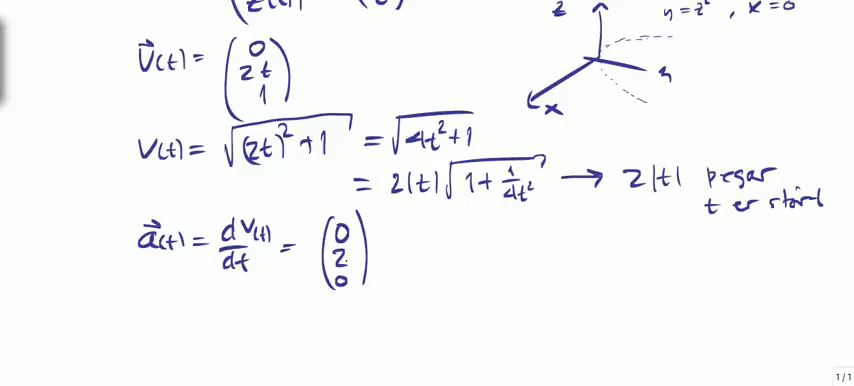 z
y = z² , x = 0
v⃗(t) = (0 2t 1)
y
x
v(t) = √((2t)² + 1) = √(4t² + 1)
= 2|t| √(1 + 1/4t²) → 2|t| þegar
t er stórt
a⃗(t) = dv(t)/dt = (0 2 0)
1 / 1